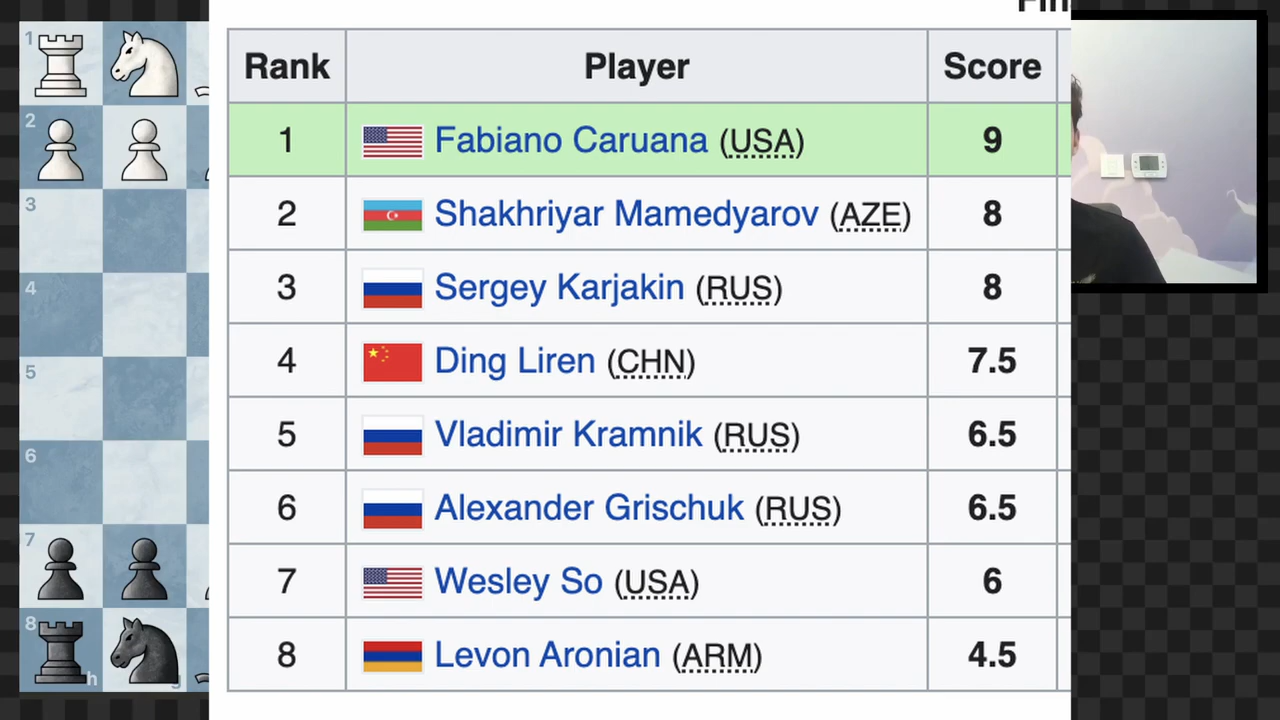 Rank Player Score
1 Fabiano Caruana (USA) 9
2 Shakhriyar Mamedyarov (AZE) 8
3 Sergey Karjakin (RUS) 8
4 Ding Liren (CHN) 7.5
5 Vladimir Kramnik (RUS) 6.5
6 Alexander Grischuk (RUS) 6.5
7 Wesley So (USA) 6
8 Levon Aronian (ARM) 4.5
1
2
3
4
5
6
7
8
h
g